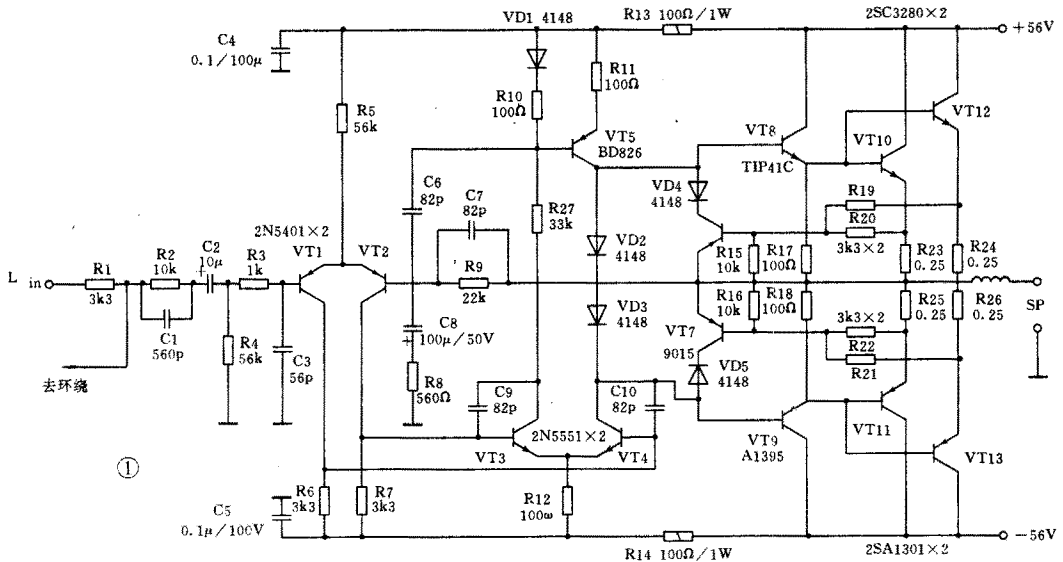 VD1 4148
R13 100Ω/1W
2SC3280×2
+56V
C4
0.1/100μ
R5
56k
R10
100Ω
R11
100Ω
VT5
BD826
VT8
TIP41C
VT10
VT12
C6
82p
C7
82p
R27
33k
VD4
4148
R19
R20
3k3×2
2N5401×2
VT1
VT2
VD2
4148
R15
10k
R17
100Ω
R23
0.25
R24
0.25
L in
R1
3k3
R2
10k
C2
10μ
R3
1k
R9
22k
C1
560p
R4
56k
C3
56p
C8
100μ/50V
R8
560Ω
VD3
4148
R16
10k
R18
100Ω
R25
0.25
R26
0.25
SP
VT7
9015
3k3×2
R22
R21
VD5
4148
去环绕
C9
82p
C10
82p
2N5551×2
VT3
VT4
VT9
A1395
VT11
VT13
①
R6
3k3
R7
3k3
R12
100ω
C5
0.1μ/100V
R14 100Ω/1W
2SA1301×2
-56V